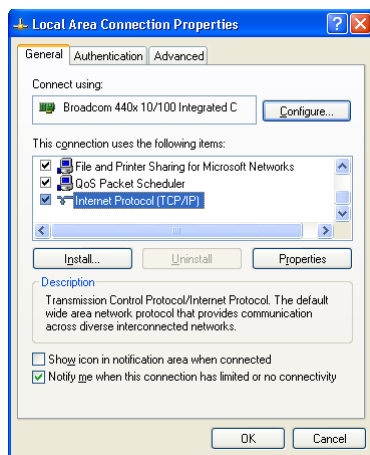 Local Area Connection Properties
General Authentication Advanced
Connect using:
Broadcom 440x 10/100 Integrated C
Configure...
This connection uses the following items:
File and Printer Sharing for Microsoft Networks
QoS Packet Scheduler
Internet Protocol (TCP/IP)
Install... Uninstall Properties
Description
Transmission Control Protocol/Internet Protocol. The default
wide area network protocol that provides communication
across diverse interconnected networks.
Show icon in notification area when connected
Notify me when this connection has limited or no connectivity
OK Cancel